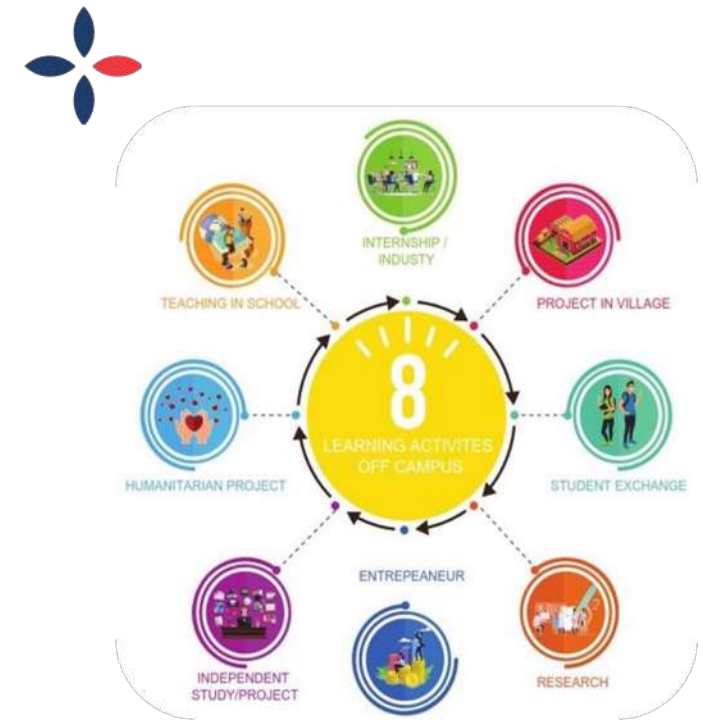 INTERNSHIP /
INDUSTY
TEACHING IN SCHOOL
PROJECT IN VILLAGE
8
LEARNING ACTIVITES
OFF CAMPUS
HUMANITARIAN PROJECT
STUDENT EXCHANGE
ENTREPEANEUR
INDEPENDENT
STUDY/PROJECT
RESEARCH